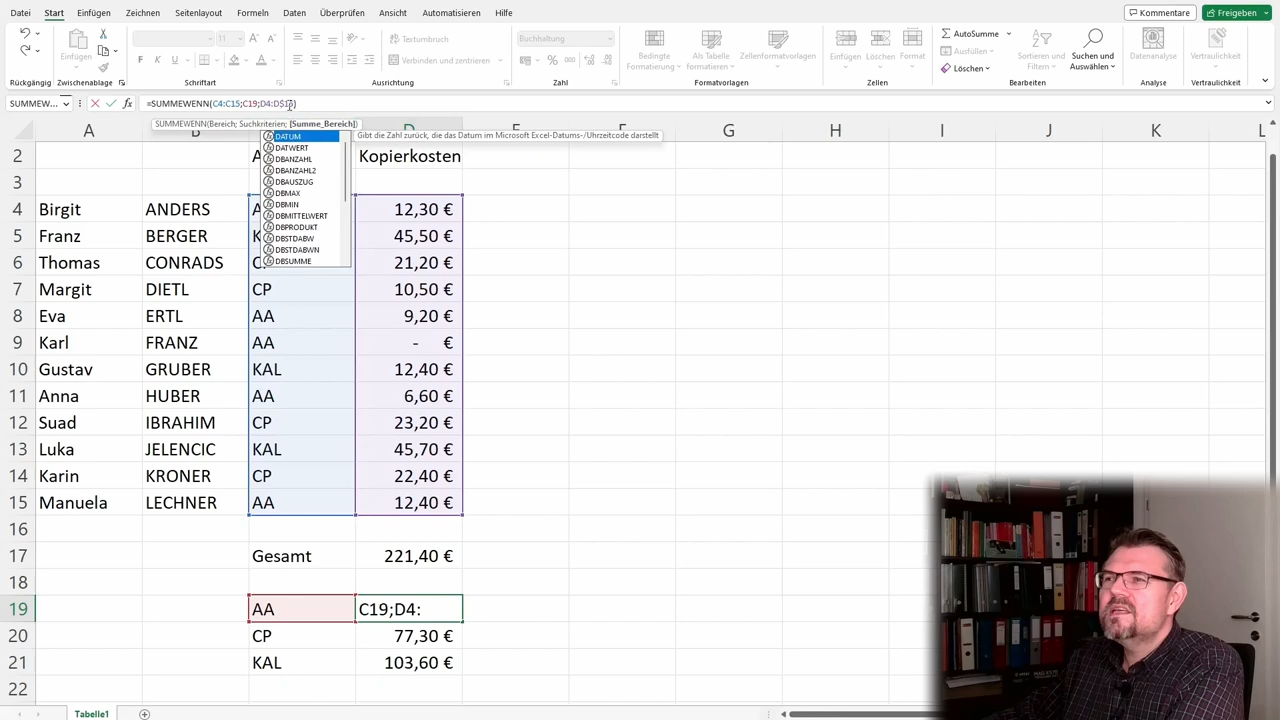 Datei Start Einfügen Zeichnen Seitenlayout Formeln Daten Überprüfen Ansicht Automatisieren Hilfe Kommentare Freigeben
Calibri
Einfügen
Textumbruch
Verbinden und zentrieren
Buchhaltung
Bedingte Formatierung
Als Tabelle formatieren
Zellenformatvorlagen
Einfügen Löschen Format
AutoSumme
Ausfüllen
Löschen
Sortieren und Filtern
Suchen und Auswählen
Datenanalyse
Vertraulichkeit
Rückgängig Zwischenablage Schriftart Ausrichtung Zahl Formatvorlagen Zellen Bearbeiten Analyse Vertraulichkeit
SUMMEW... fx
SUMMEWENN(Bereich; Suchkriterien; [Summe_Bereich])
A B D E F G H I J K L
DATUM Gibt die Zahl zurück, die das Datum im Microsoft Excel-Datums-/Uhrzeitcode darstellt
DATWERT
DBANZAHL
DBANZAHL2
DBAUSZUG
DBMAX
DBMIN
DBMITTELWERT
DBPRODUKT
DBSTDABW
DBSTDABWN
DBSUMME
2 Kopierkosten
3
4 Birgit ANDERS 12,30 €
5 Franz BERGER 45,50 €
6 Thomas CONRADS 21,20 €
7 Margit DIETL CP 10,50 €
8 Eva ERTL AA 9,20 €
9 Karl FRANZ AA - €
10 Gustav GRUBER KAL 12,40 €
11 Anna HUBER AA 6,60 €
12 Suad IBRAHIM CP 23,20 €
13 Luka JELENCIC KAL 45,70 €
14 Karin KRONER CP 22,40 €
15 Manuela LECHNER AA 12,40 €
16
17 Gesamt 221,40 €
18
19 AA C19;D4:
20 CP 77,30 €
21 KAL 103,60 €
22
Tabelle1